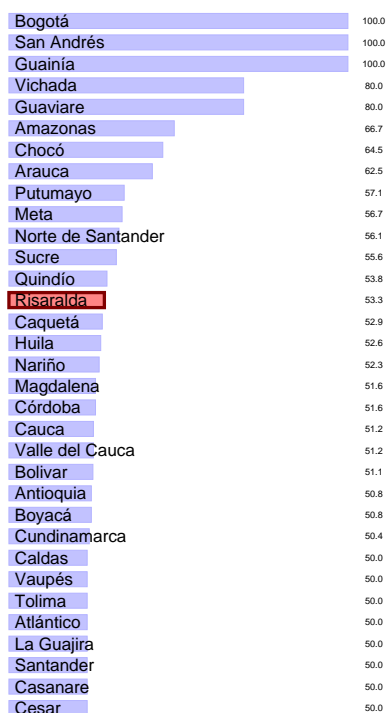 Bogotá 100.0
San Andrés 100.0
Guainía 100.0
Vichada 80.0
Guaviare 80.0
Amazonas 66.7
Chocó 64.5
Arauca 62.5
Putumayo 57.1
Meta 56.7
Norte de Santander 56.1
Sucre 55.6
Quindío 53.8
Risaralda 53.3
Caquetá 52.9
Huila 52.6
Nariño 52.3
Magdalena 51.6
Córdoba 51.6
Cauca 51.2
Valle del Cauca 51.2
Bolivar 51.1
Antioquia 50.8
Boyacá 50.8
Cundinamarca 50.4
Caldas 50.0
Vaupés 50.0
Tolima 50.0
Atlántico 50.0
La Guajira 50.0
Santander 50.0
Casanare 50.0
Cesar 50.0